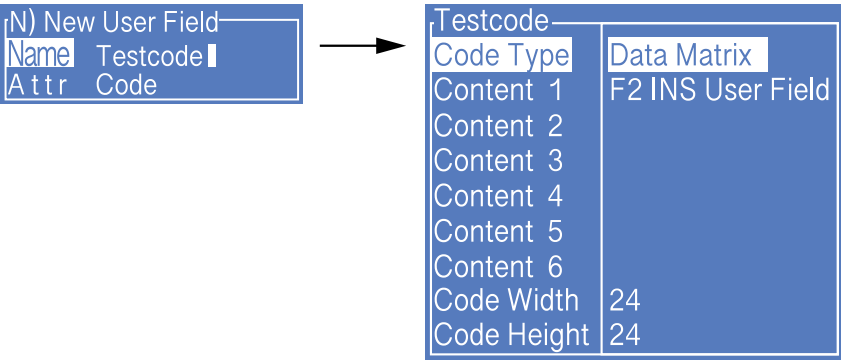 N) New User Field
Name Testcode
Attr Code
Testcode
Code Type Data Matrix
Content 1 F2 INS User Field
Content 2
Content 3
Content 4
Content 5
Content 6
Code Width 24
Code Height 24